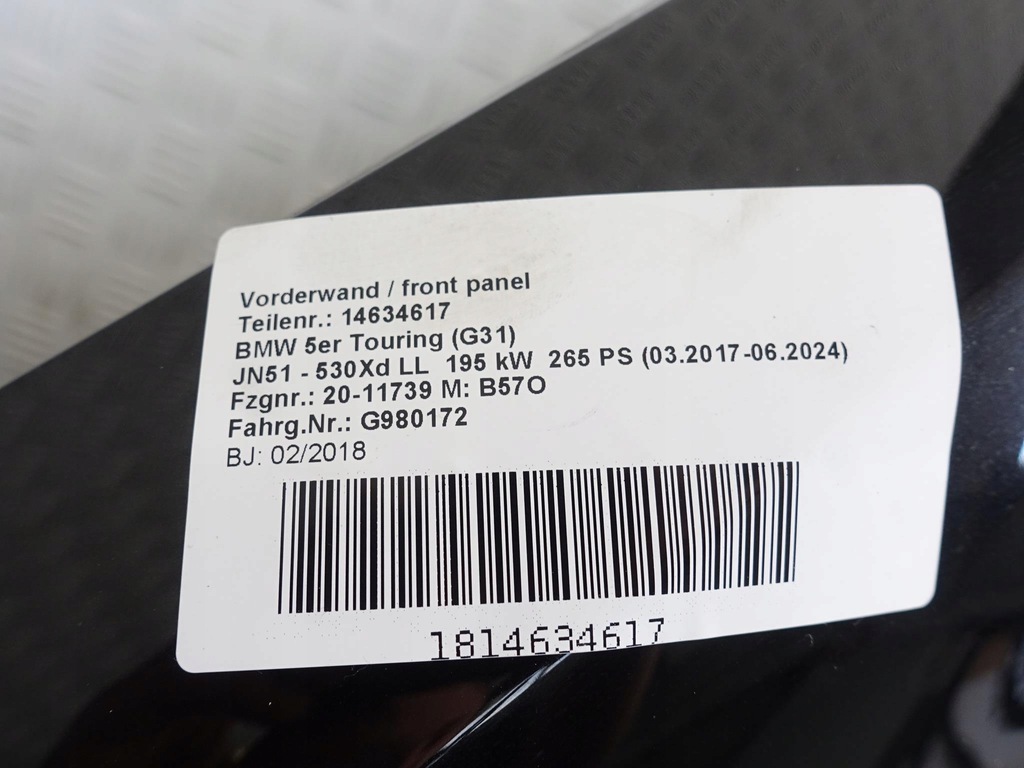 Vorderwand / front panel
Teilenr.: 14634617
BMW 5er Touring (G31)
JN51 - 530Xd LL 195 kW 265 PS (03.2017-06.2024)
Fzgnr.: 20-11739 M: B57O
Fahrg.Nr.: G980172
BJ: 02/2018
1814634617